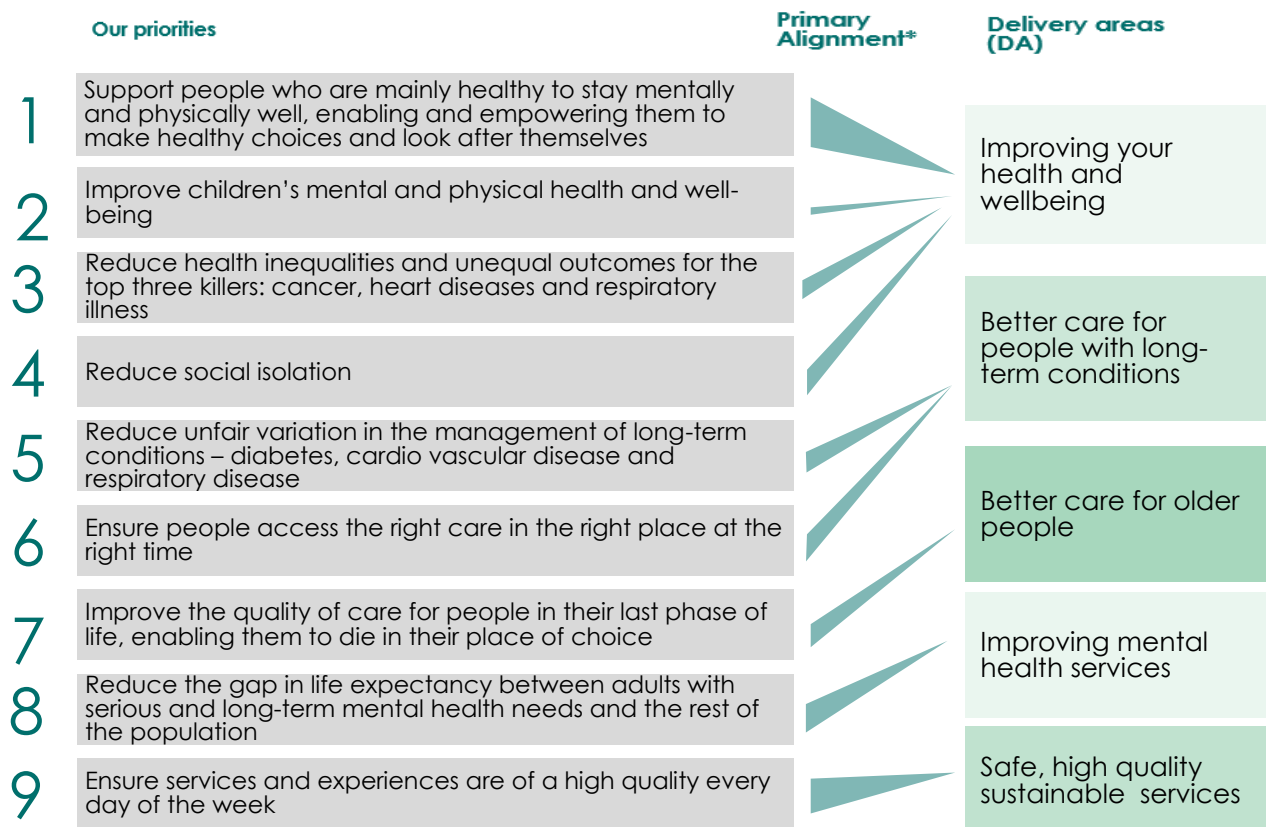 Our priorities
Primary
Alignment*
Delivery areas
(DA)
1
Support people who are mainly healthy to stay mentally
and physically well, enabling and empowering them to
make healthy choices and look after themselves
2
Improve children’s mental and physical health and well-
being
3
Reduce health inequalities and unequal outcomes for the
top three killers: cancer, heart diseases and respiratory
illness
4
Reduce social isolation
5
Reduce unfair variation in the management of long-term
conditions – diabetes, cardio vascular disease and
respiratory disease
6
Ensure people access the right care in the right place at the
right time
7
Improve the quality of care for people in their last phase of
life, enabling them to die in their place of choice
8
Reduce the gap in life expectancy between adults with
serious and long-term mental health needs and the rest of
the population
9
Ensure services and experiences are of a high quality every
day of the week
Improving your
health and
wellbeing
Better care for
people with long-
term conditions
Better care for older
people
Improving mental
health services
Safe, high quality
sustainable services